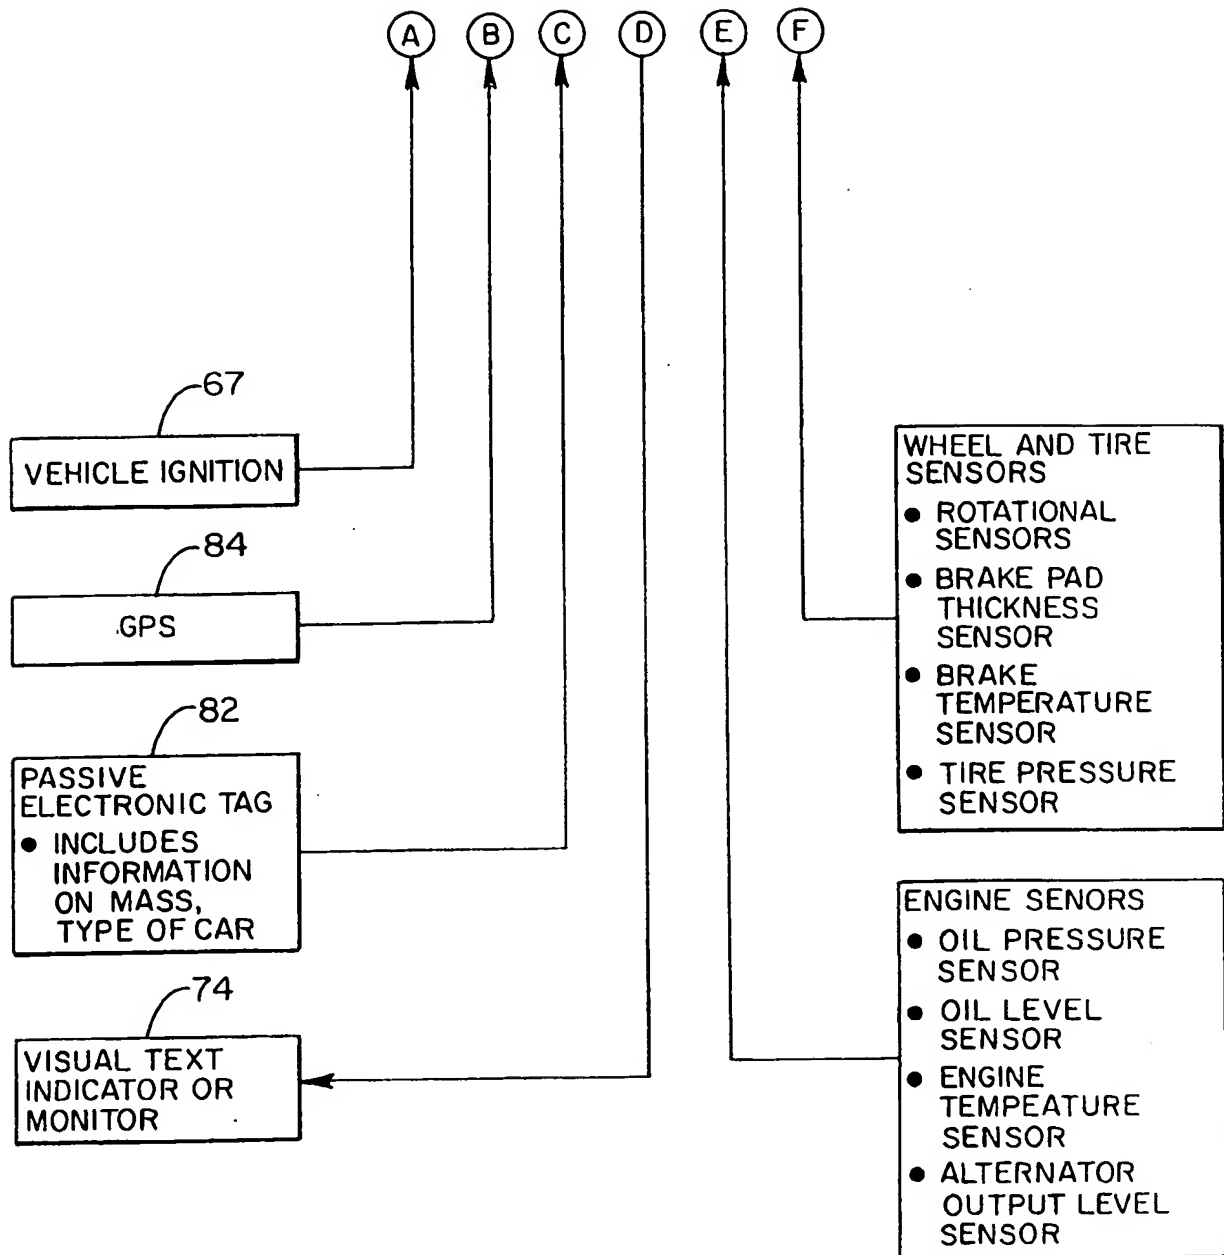 A B C D E F
67
VEHICLE IGNITION
84
GPS
82
PASSIVE
ELECTRONIC TAG
● INCLUDES
INFORMATION
ON MASS,
TYPE OF CAR
74
VISUAL TEXT
INDICATOR OR
MONITOR
WHEEL AND TIRE
SENSORS
● ROTATIONAL
SENSORS
● BRAKE PAD
THICKNESS
SENSOR
● BRAKE
TEMPERATURE
SENSOR
● TIRE PRESSURE
SENSOR
ENGINE SENORS
● OIL PRESSURE
SENSOR
● OIL LEVEL
SENSOR
● ENGINE
TEMPEATURE
SENSOR
● ALTERNATOR
OUTPUT LEVEL
SENSOR